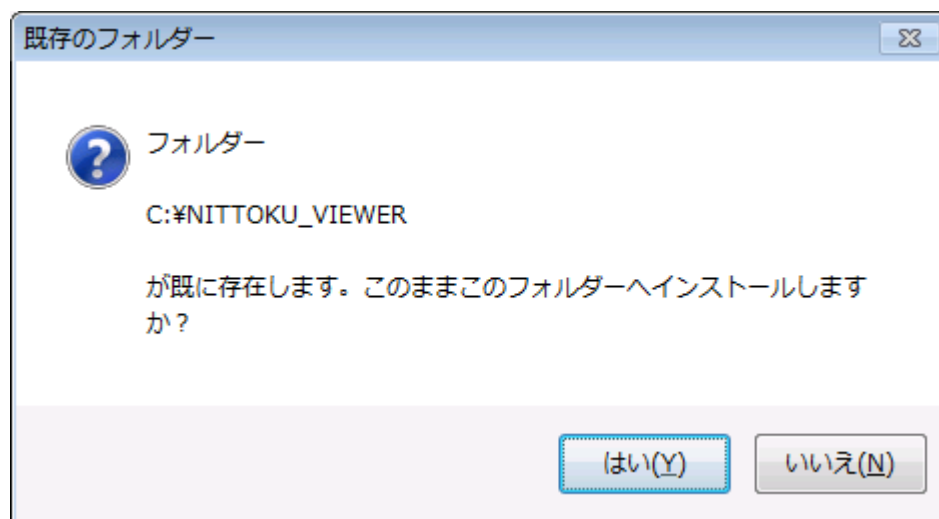 既存のフォルダー
フォルダー
C:¥NITTOKU_VIEWER
が既に存在します。このままこのフォルダーへインストールします
か？
はい(Y)
いいえ(N)